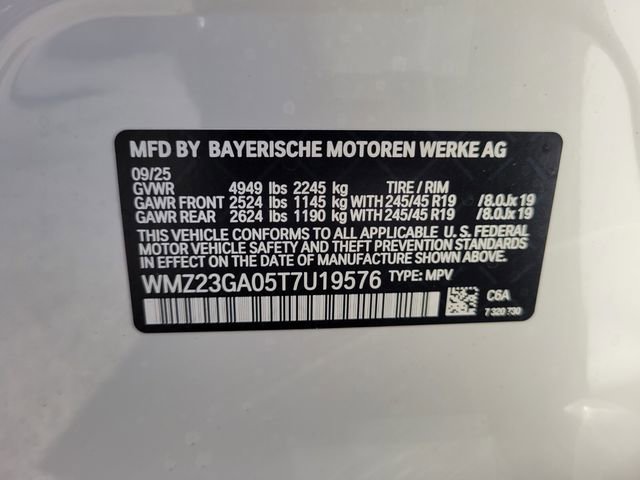 MFD BY BAYERISCHE MOTOREN WERKE AG
09/25
GVWR 4949 lbs 2245 kg TIRE / RIM
GAWR FRONT 2524 lbs 1145 kg WITH 245/45 R19 /8.0Jx19
GAWR REAR 2624 lbs 1190 kg WITH 245/45 R19 /8.0Jx19
THIS VEHICLE CONFORMS TO ALL APPLICABLE U.S. FEDERAL
MOTOR VEHICLE SAFETY AND THEFT PREVENTION STANDARDS
IN EFFECT ON THE DATE OF MANUFACTURE SHOWN ABOVE.
WMZ23GA05T7U19576 TYPE: MPV
C6A
7 320 730